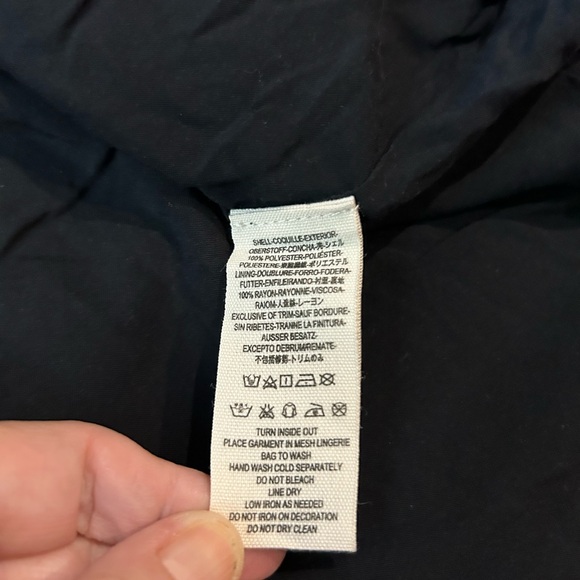 SHELL-COQUILLE-EXTERIOR-
OBERSTOFF-CONCHA-壳-シェル
100% POLYESTER-POLIÉSTER-
POLIESTERE-聚酯纖維-ポリエステル
LINING-DOUBLURE-FORRO-FODERA-
FUTTER-ENFILEIRANDO-衬里-裏地
100% RAYON-RAYONNE-VISCOSA-
RAIOM-人造絲-レーヨン
EXCLUSIVE OF TRIM-SAUF BORDURE-
SIN RIBETES-TRANNE LA FINITURA-
AUSSER BESATZ-
EXCEPTO DEBRUM/REMATE-
不包括修飾-トリムのみ
TURN INSIDE OUT
PLACE GARMENT IN MESH LINGERIE
BAG TO WASH
HAND WASH COLD SEPARATELY
DO NOT BLEACH
LINE DRY
LOW IRON AS NEEDED
DO NOT IRON ON DECORATION
DO NOT DRY CLEAN